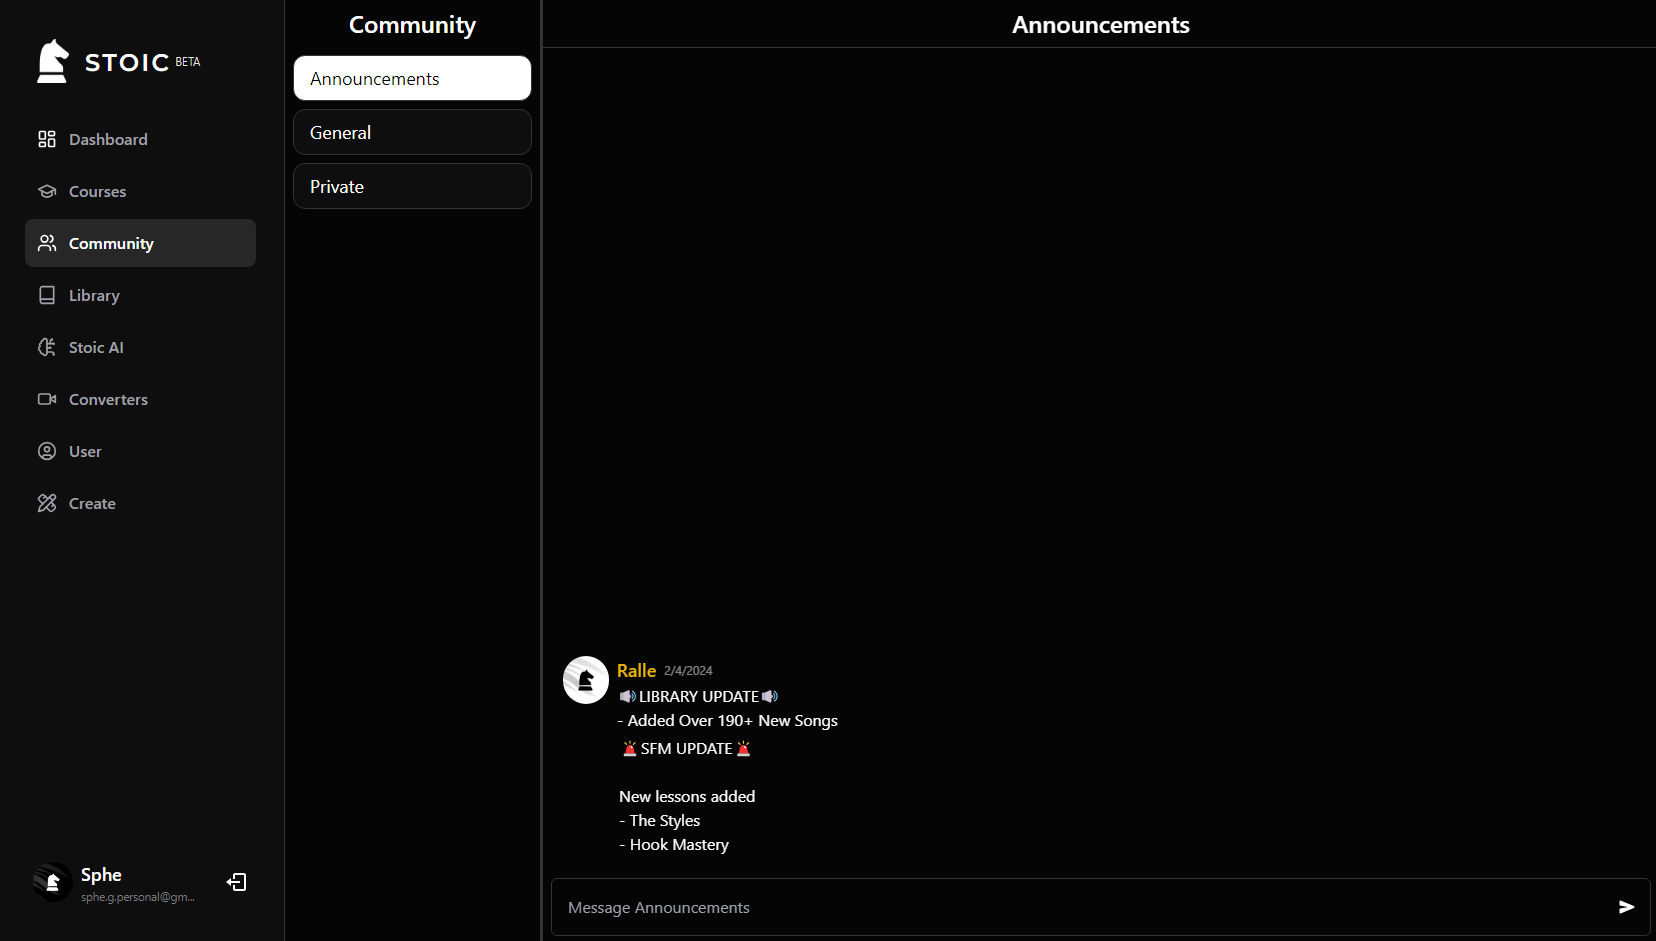 STOIC BETA
Dashboard
Courses
Community
Library
Stoic AI
Converters
User
Create
Sphe
sphe.g.personal@gm...
Community
Announcements
General
Private
Announcements
Ralle 2/4/2024
🔊LIBRARY UPDATE🔊
- Added Over 190+ New Songs
🚨SFM UPDATE🚨
New lessons added
- The Styles
- Hook Mastery
Message Announcements